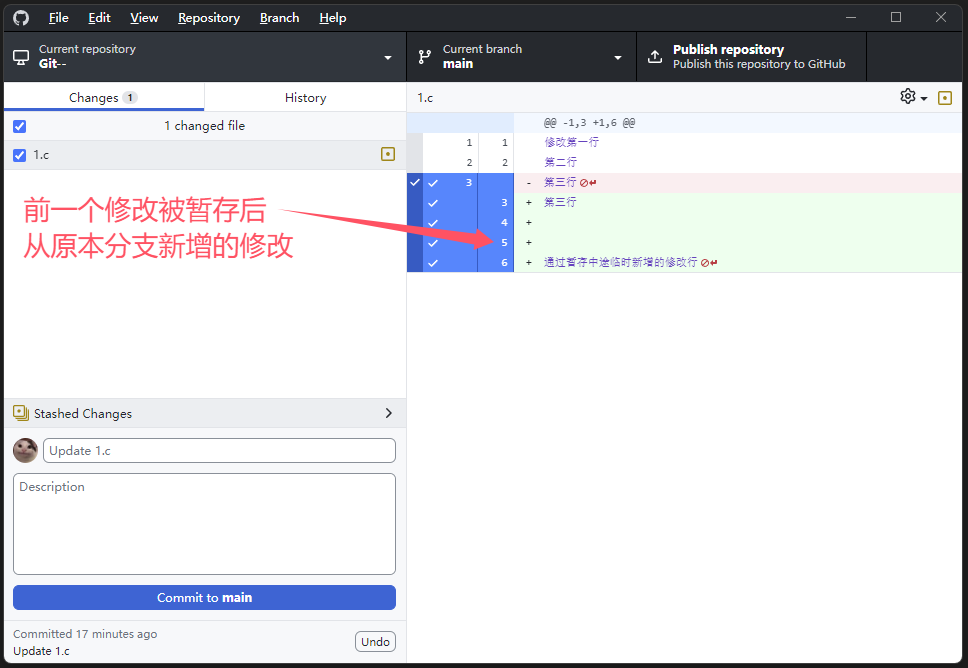 File Edit View Repository Branch Help
Current repository
Git--
Current branch
main
Publish repository
Publish this repository to GitHub
Changes 1
History
1 changed file
1.c
前一个修改被暂存后
从原本分支新增的修改
Stashed Changes
Update 1.c
Description
Commit to main
Committed 17 minutes ago
Update 1.c
Undo
1.c
@@ -1,3 +1,6 @@
1 1 修改第一行
2 2 第二行
3 - 第三行
3 + 第三行
4 +
5 +
6 + 通过暂存中途临时新增的修改行